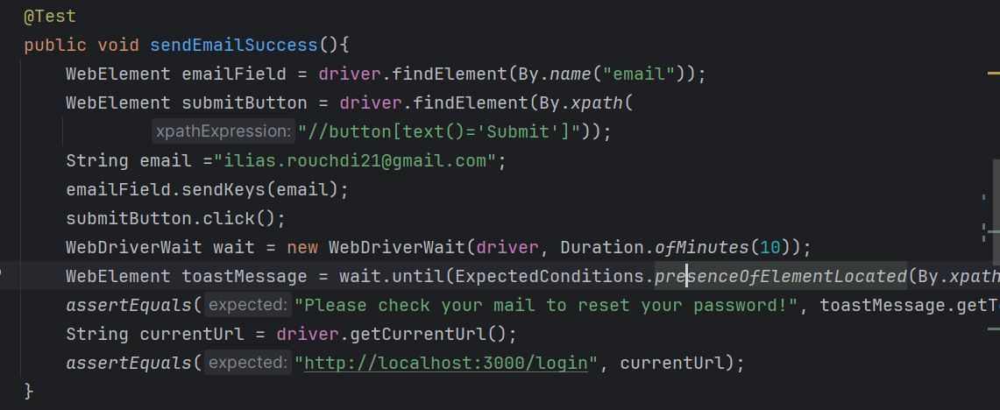 @Test
public void sendEmailSuccess(){
WebElement emailField = driver.findElement(By.name("email"));
WebElement submitButton = driver.findElement(By.xpath(
xpathExpression: "//button[text()='Submit']"));
String email ="ilias.rouchdi21@gmail.com";
emailField.sendKeys(email);
submitButton.click();
WebDriverWait wait = new WebDriverWait(driver, Duration.ofMinutes(10));
WebElement toastMessage = wait.until(ExpectedConditions.presenceOfElementLocated(By.xpath
assertEquals( expected: "Please check your mail to reset your password!", toastMessage.getT
String currentUrl = driver.getCurrentUrl();
assertEquals( expected: "http://localhost:3000/login", currentUrl);
}